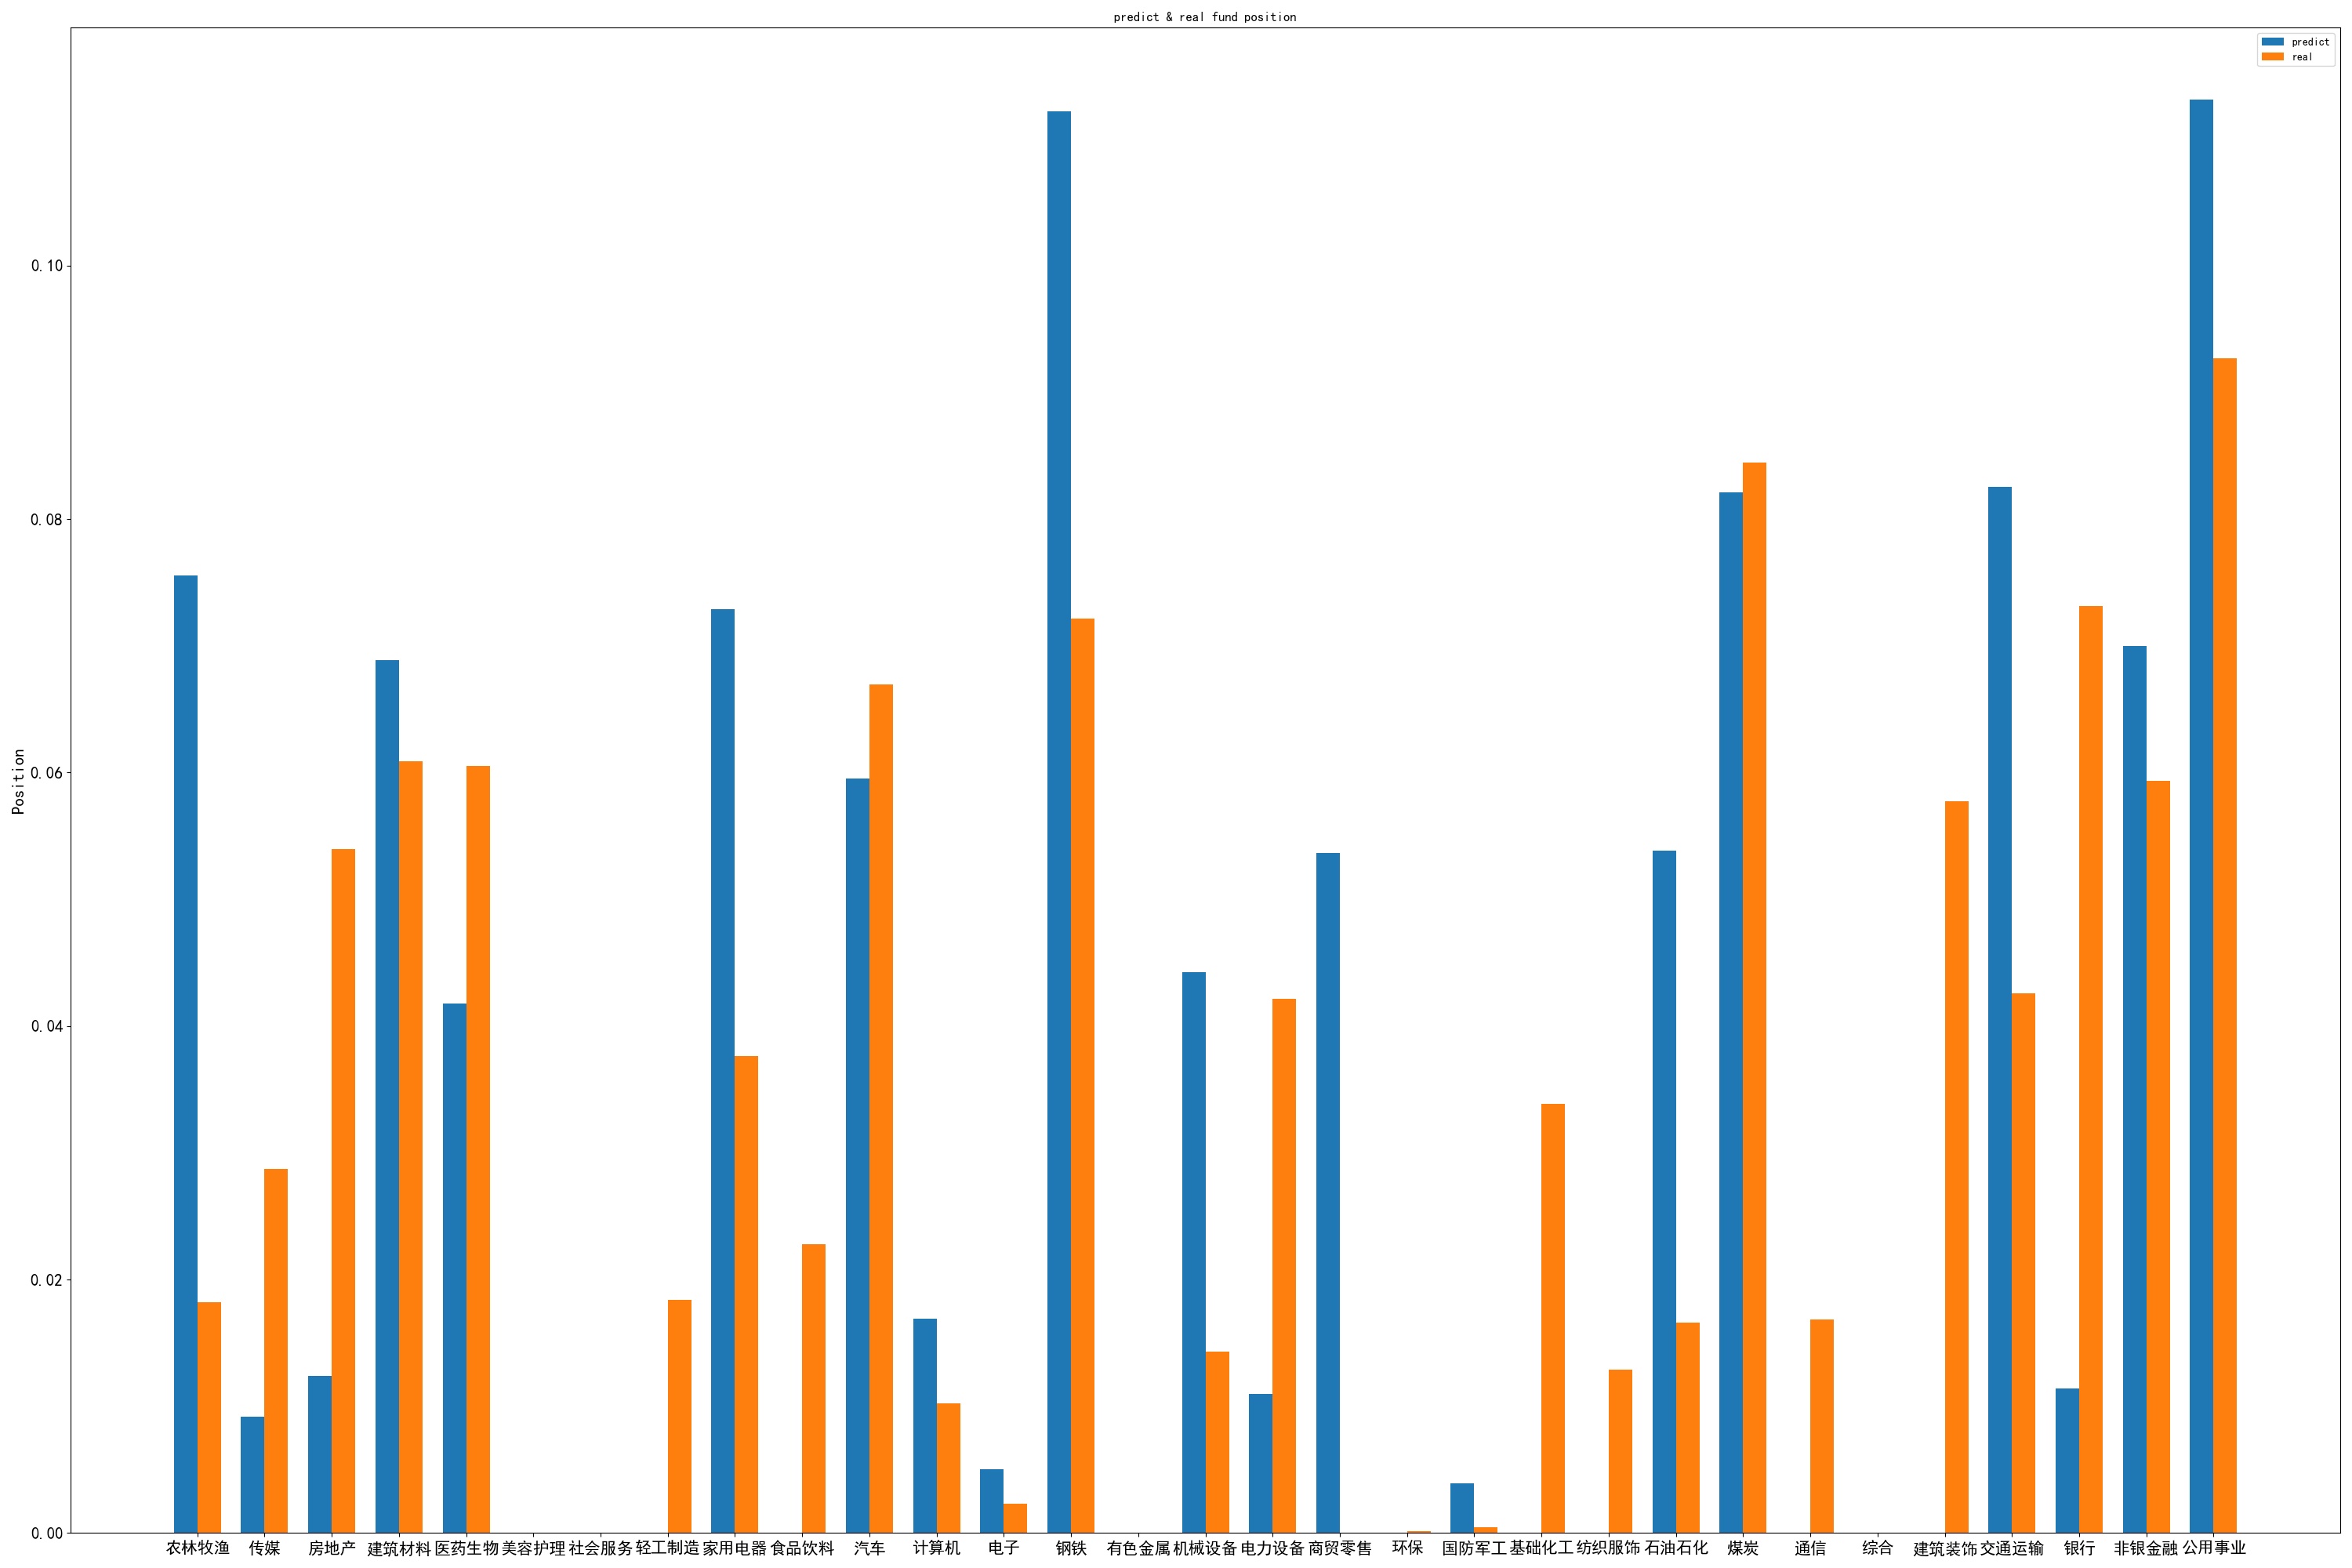 predict & real fund position
predict
real
Position
0.10
0.08
0.06
0.04
0.02
0.00
农林牧渔 传媒 房地产 建筑材料 医药生物 美容护理 社会服务 轻工制造 家用电器 食品饮料 汽车 计算机 电子 钢铁 有色金属 机械设备 电力设备 商贸零售 环保 国防军工 基础化工 纺织服饰 石油石化 煤炭 通信 综合 建筑装饰 交通运输 银行 非银金融 公用事业